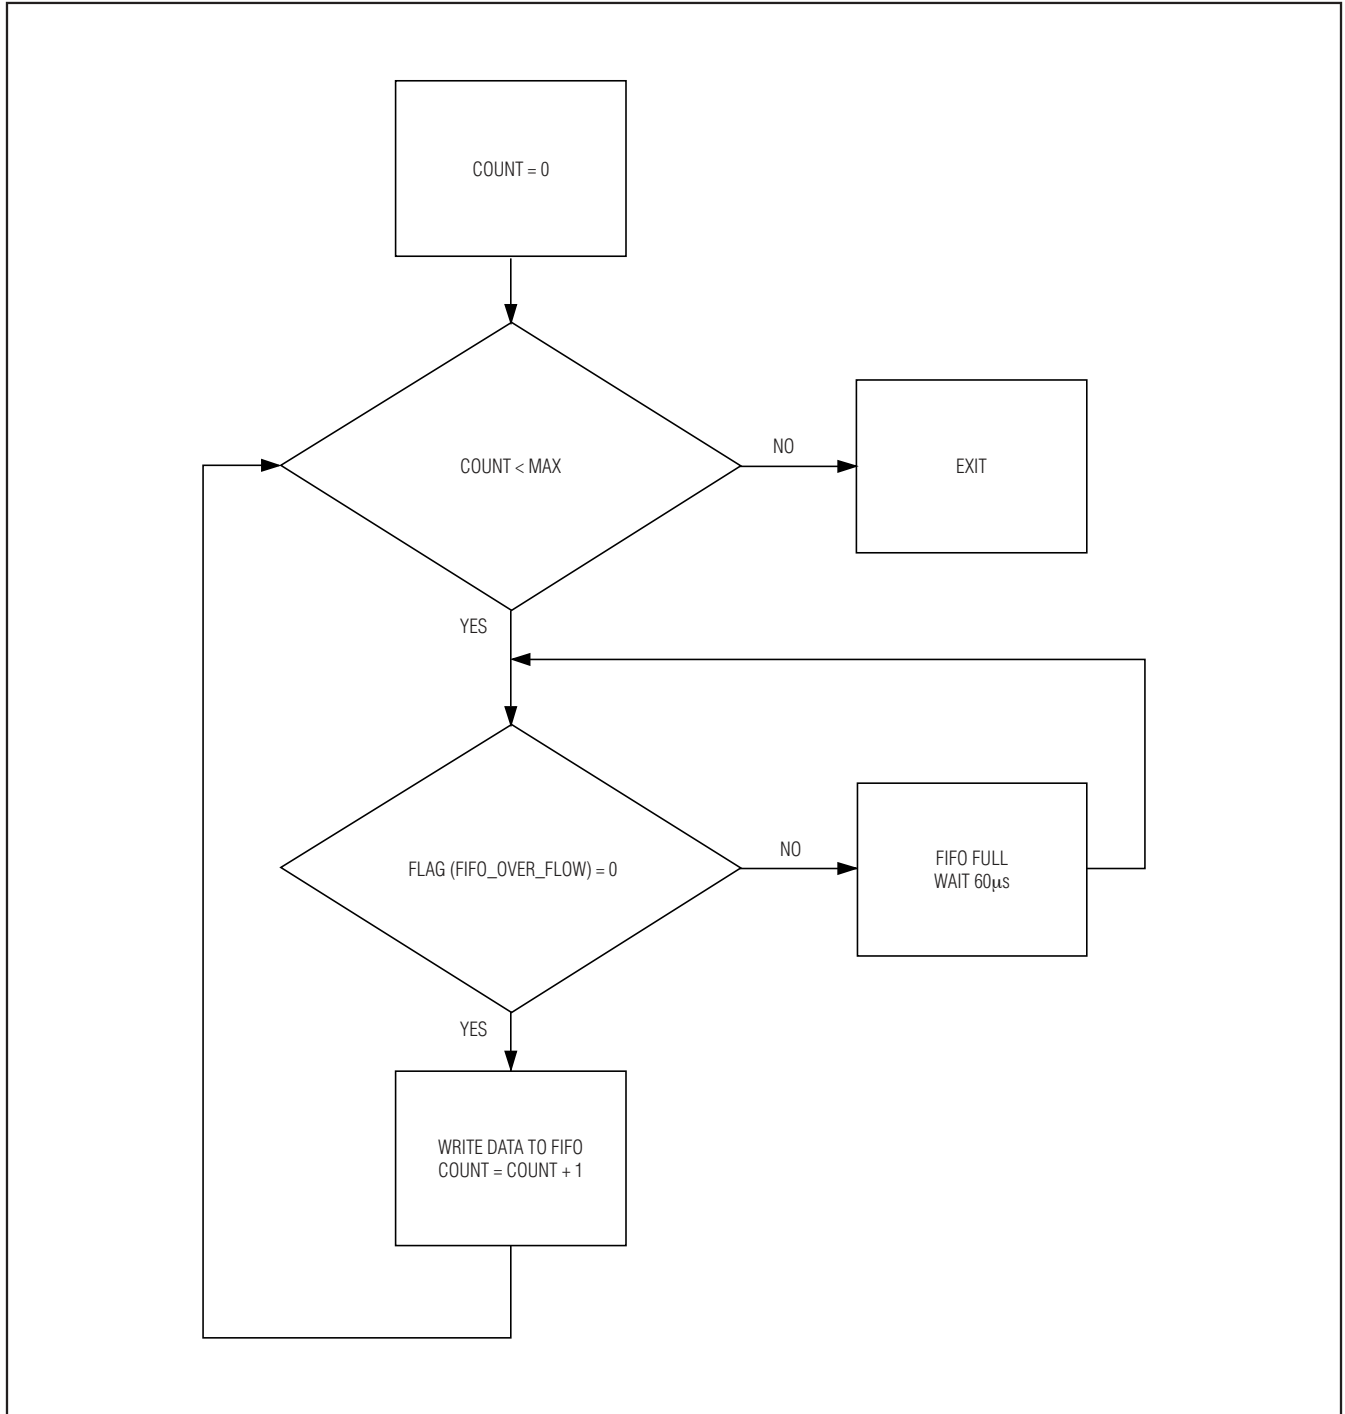 COUNT = 0
COUNT < MAX
NO
EXIT
YES
FLAG (FIFO_OVER_FLOW) = 0
NO
FIFO FULL
WAIT 60µs
YES
WRITE DATA TO FIFO
COUNT = COUNT + 1